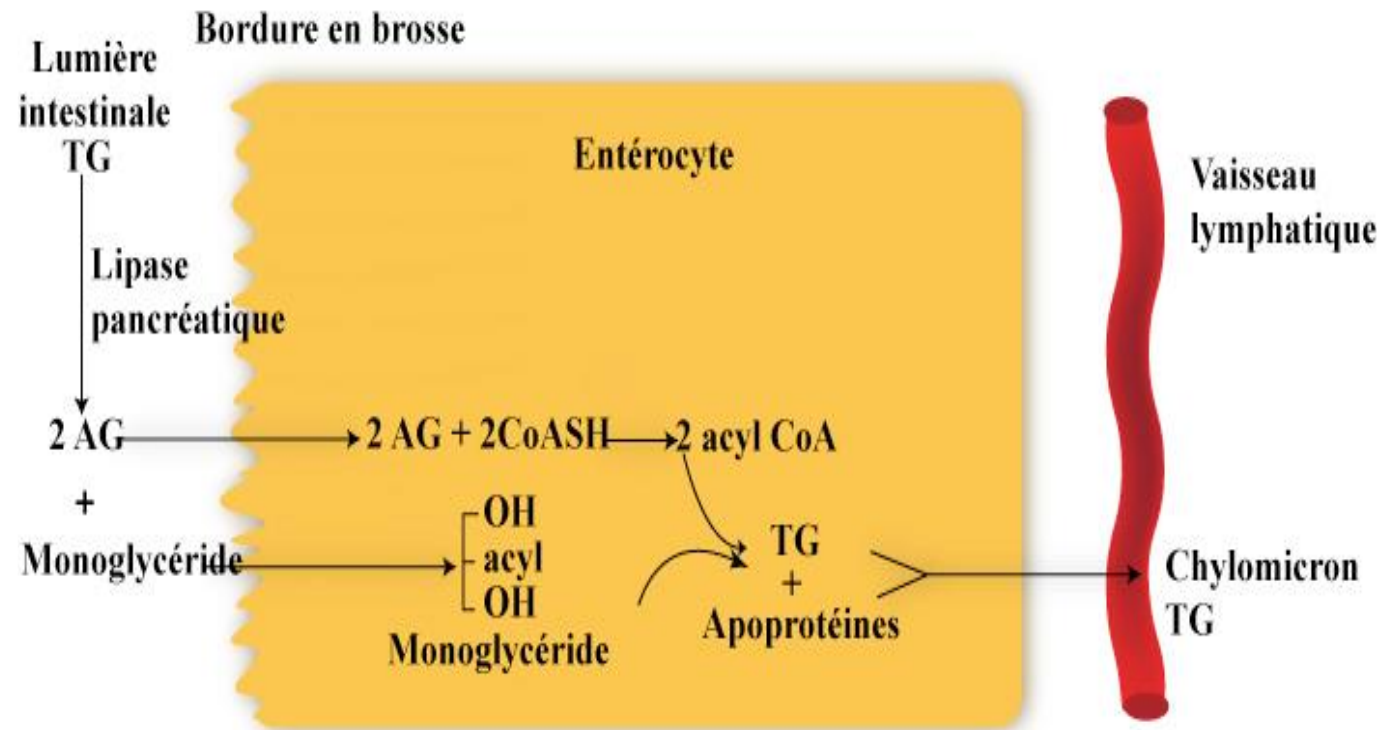 Bordure en brosse
Lumière
intestinale
TG
Lipase
pancréatique
2 AG
+
Monoglycéride
Entérocyte
2 AG + 2CoASH
2 acyl CoA
OH
acyl
OH
Monoglycéride
TG
+
Apoprotéines
Vaisseau
lymphatique
Chylomicron
TG